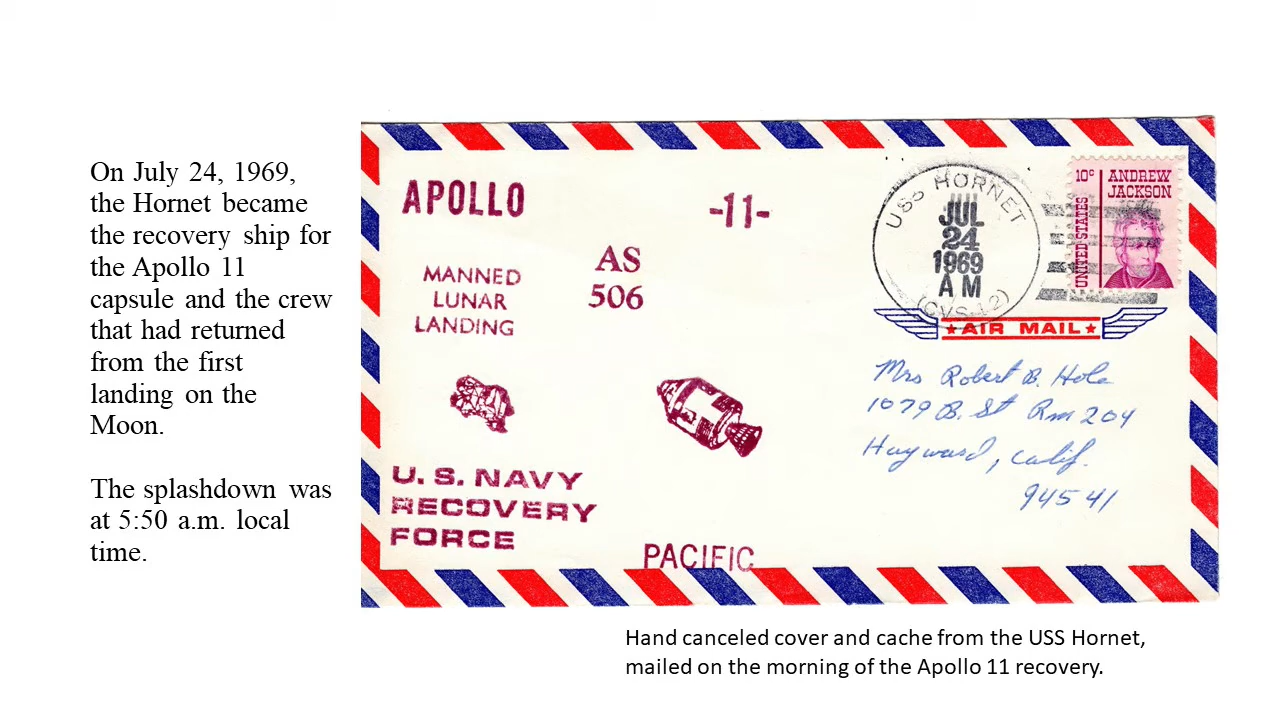 On July 24, 1969,
the Hornet became
the recovery ship for
the Apollo 11
capsule and the crew
that had returned
from the first
landing on the
Moon.
The splashdown was
at 5:50 a.m. local
time.
APOLLO
-11-
AS
506
MANNED
LUNAR
LANDING
U. S. NAVY
RECOVERY
FORCE
PACIFIC
USS HORNET
JUL
24
1969
A M
(CVS-12)
10c ANDREW
JACKSON
UNITED STATES
AIR MAIL
Mrs Robert B. Hole
1079 B. St Rm 204
Hayward, Calif.
94541
Hand canceled cover and cache from the USS Hornet,
mailed on the morning of the Apollo 11 recovery.